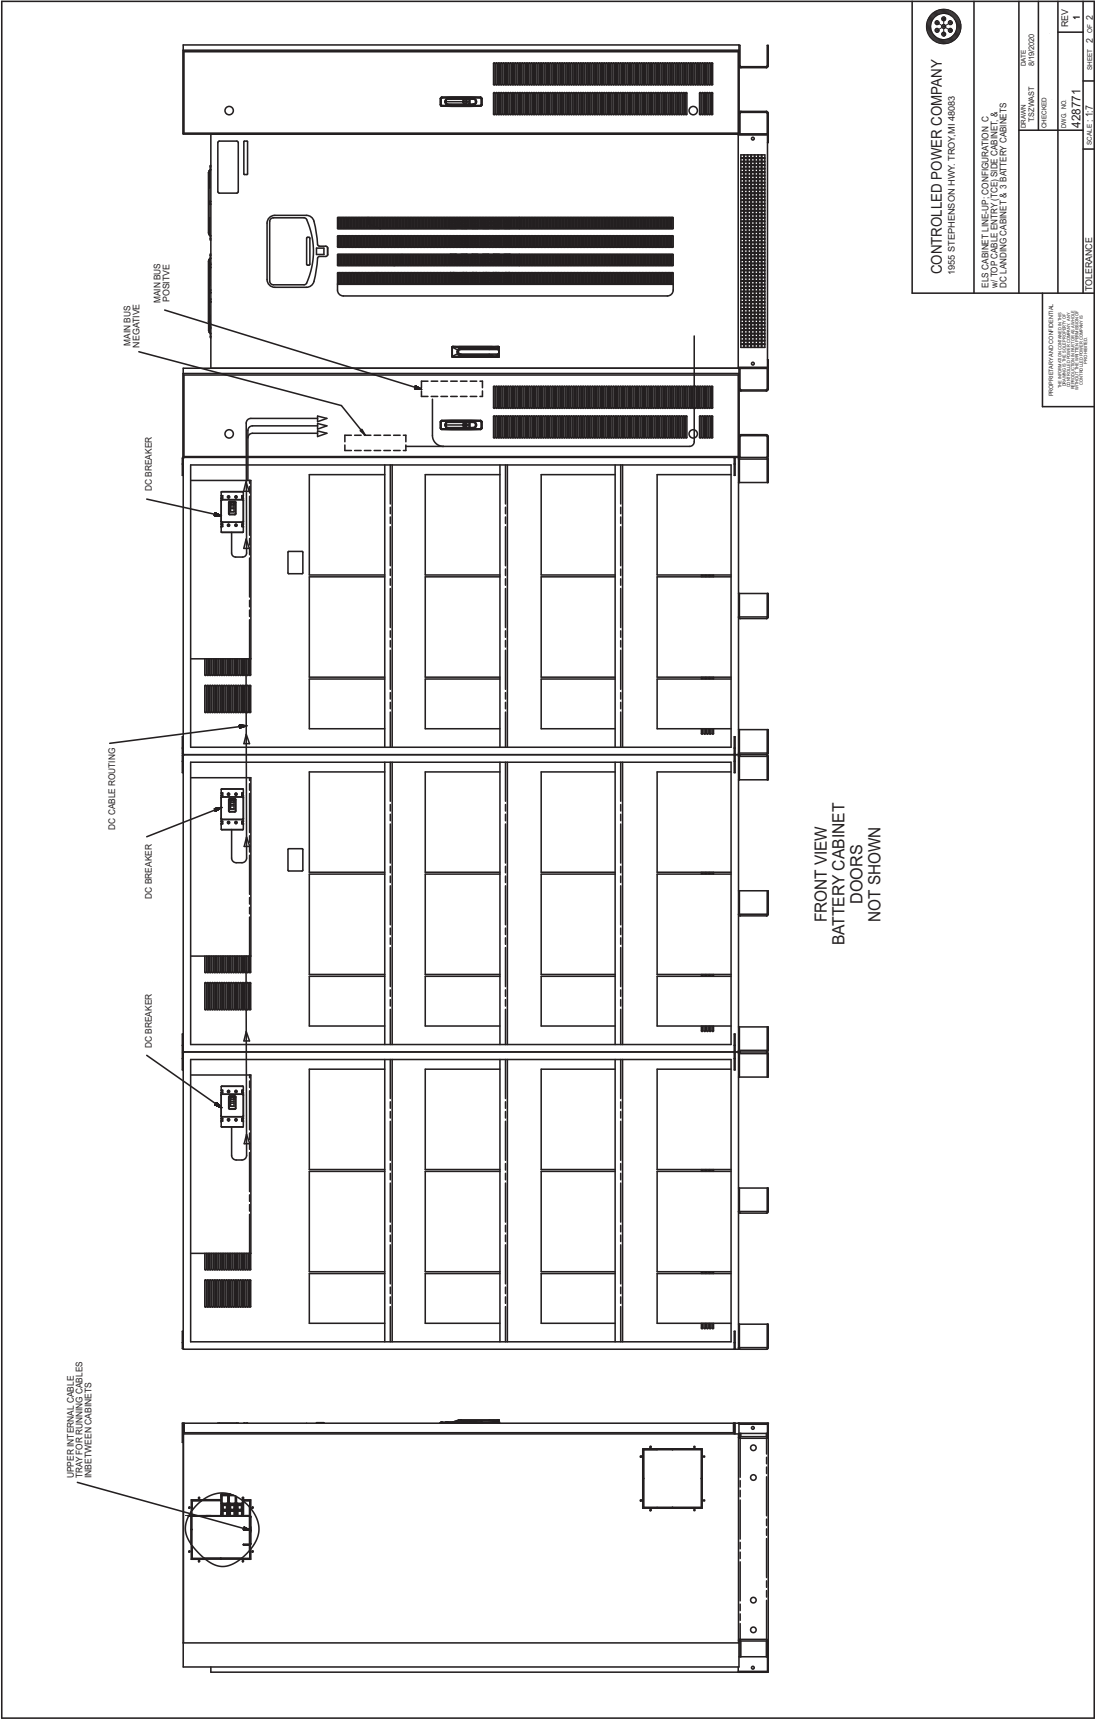 UPPER INTERNAL CABLE
TRAY FOR RUNNING CABLES
INBETWEEN CABINETS
DC BREAKER
DC BREAKER
DC CABLE ROUTING
DC BREAKER
MAIN BUS
NEGATIVE
MAIN BUS
POSITIVE
FRONT VIEW
BATTERY CABINET
DOORS
NOT SHOWN
PROPRIETARY AND CONFIDENTIAL
CONTROLLED POWER COMPANY
1955 STEPHENSON HWY. TROY, MI 48083
ELS CABINET LINE-UP: CONFIGURATION C
W/ TOP CABLE ENTRY (TCE) SIDE CABINET, &
DC LANDING CABINET & 3 BATTERY CABINETS
DRAWN
T.SZWAST
DATE
8/19/2020
CHECKED
DWG. NO.
428771
REV
1
TOLERANCE
SCALE : 1:7
SHEET 2 OF 2